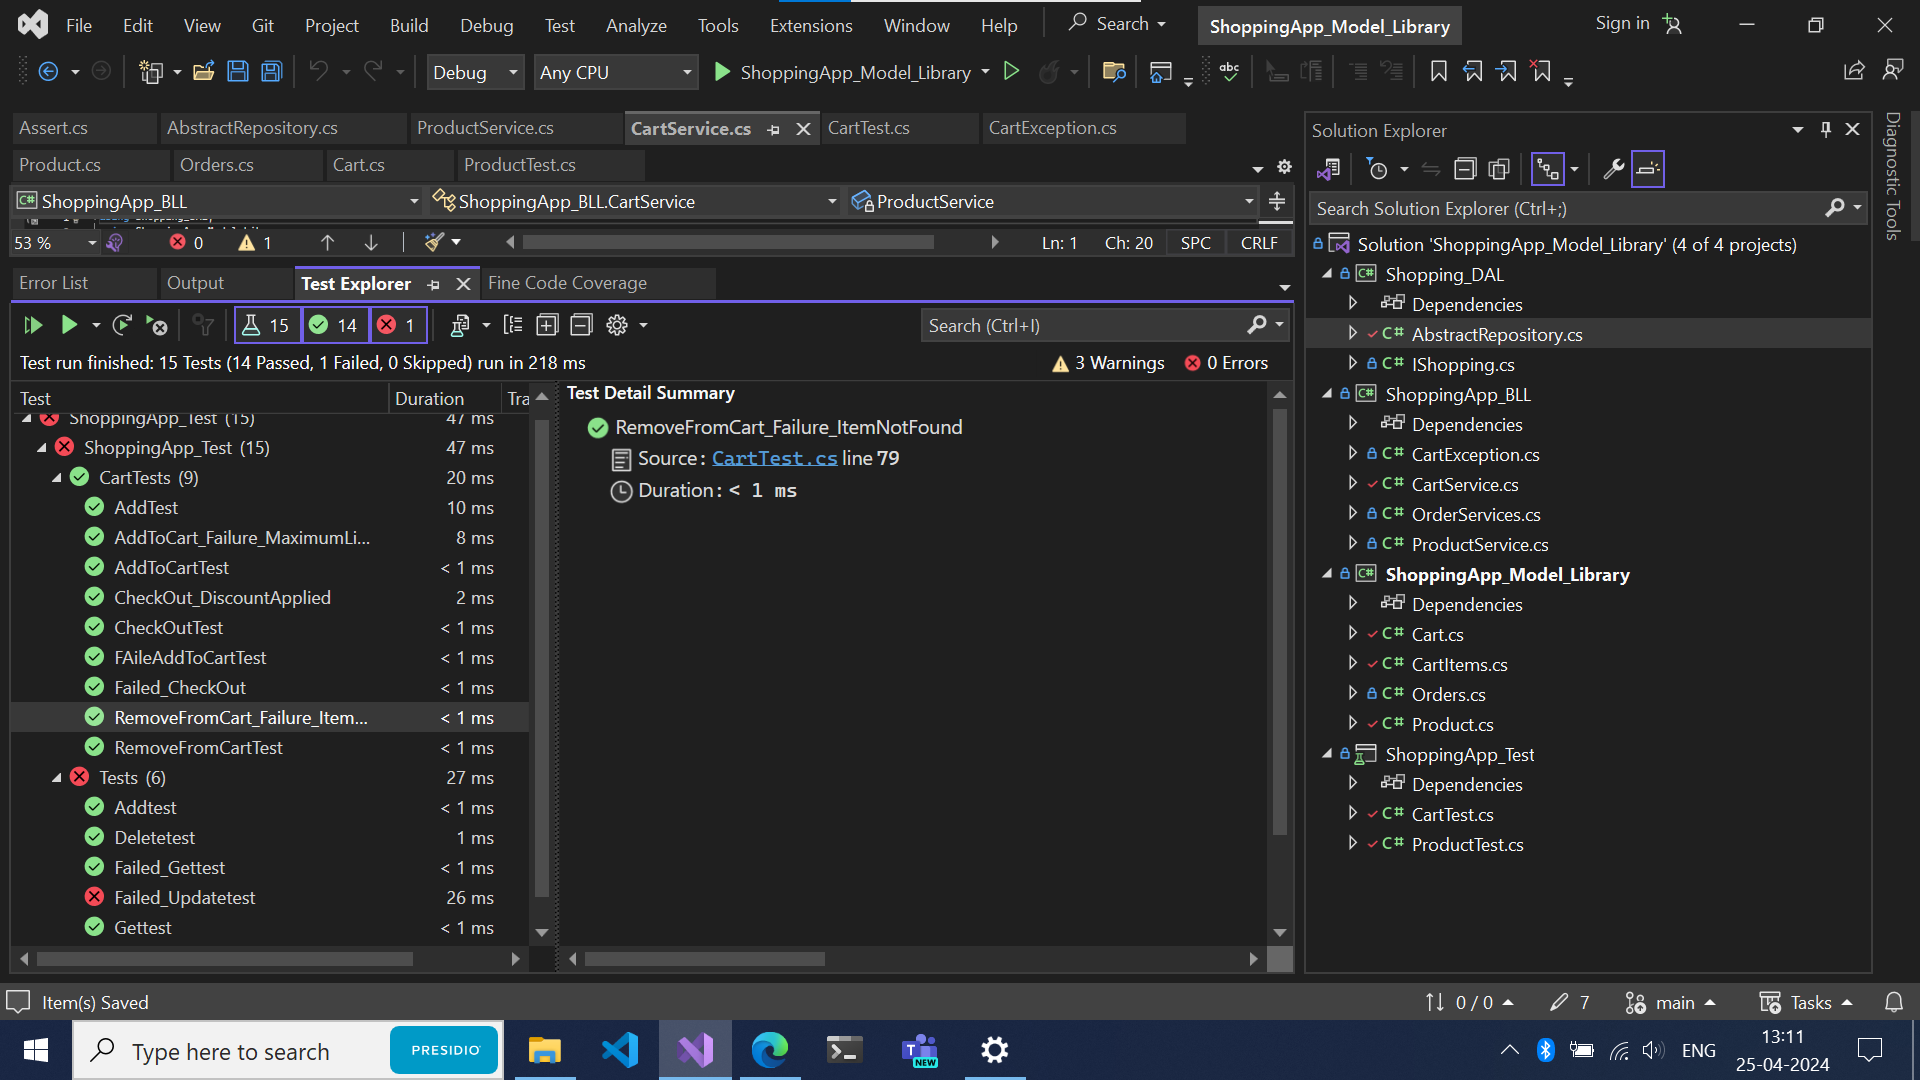 File Edit View Git Project Build Debug Test Analyze Tools Extensions Window Help Search ShoppingApp_Model_Library Sign in
Debug Any CPU ShoppingApp_Model_Library abc
Assert.cs AbstractRepository.cs ProductService.cs CartService.cs CartTest.cs CartException.cs
Product.cs Orders.cs Cart.cs ProductTest.cs
C# ShoppingApp_BLL ShoppingApp_BLL.CartService ProductService
53 % 0 1 Ln: 1 Ch: 20 SPC CRLF
Error List Output Test Explorer Fine Code Coverage
15 14 1 Search (Ctrl+I)
Test run finished: 15 Tests (14 Passed, 1 Failed, 0 Skipped) run in 218 ms 3 Warnings 0 Errors
Test Duration Tra
ShoppingApp_Test (15) 47 ms
ShoppingApp_Test (15) 47 ms
CartTests (9) 20 ms
AddTest 10 ms
AddToCart_Failure_MaximumLi... 8 ms
AddToCartTest < 1 ms
CheckOut_DiscountApplied 2 ms
CheckOutTest < 1 ms
FAileAddToCartTest < 1 ms
Failed_CheckOut < 1 ms
RemoveFromCart_Failure_Item... < 1 ms
RemoveFromCartTest < 1 ms
Tests (6) 27 ms
Addtest < 1 ms
Deletetest 1 ms
Failed_Gettest < 1 ms
Failed_Updatetest 26 ms
Gettest < 1 ms
Test Detail Summary
RemoveFromCart_Failure_ItemNotFound
Source: CartTest.cs line 79
Duration: < 1 ms
Solution Explorer
Search Solution Explorer (Ctrl+;)
Solution 'ShoppingApp_Model_Library' (4 of 4 projects)
C# Shopping_DAL
Dependencies
C# AbstractRepository.cs
C# IShopping.cs
C# ShoppingApp_BLL
Dependencies
C# CartException.cs
C# CartService.cs
C# OrderServices.cs
C# ProductService.cs
C# ShoppingApp_Model_Library
Dependencies
C# Cart.cs
C# CartItems.cs
C# Orders.cs
C# Product.cs
ShoppingApp_Test
Dependencies
C# CartTest.cs
C# ProductTest.cs
Diagnostic Tools
Item(s) Saved 0 / 0 7 main Tasks
Type here to search PRESIDIO NEW ENG 13:11
25-04-2024